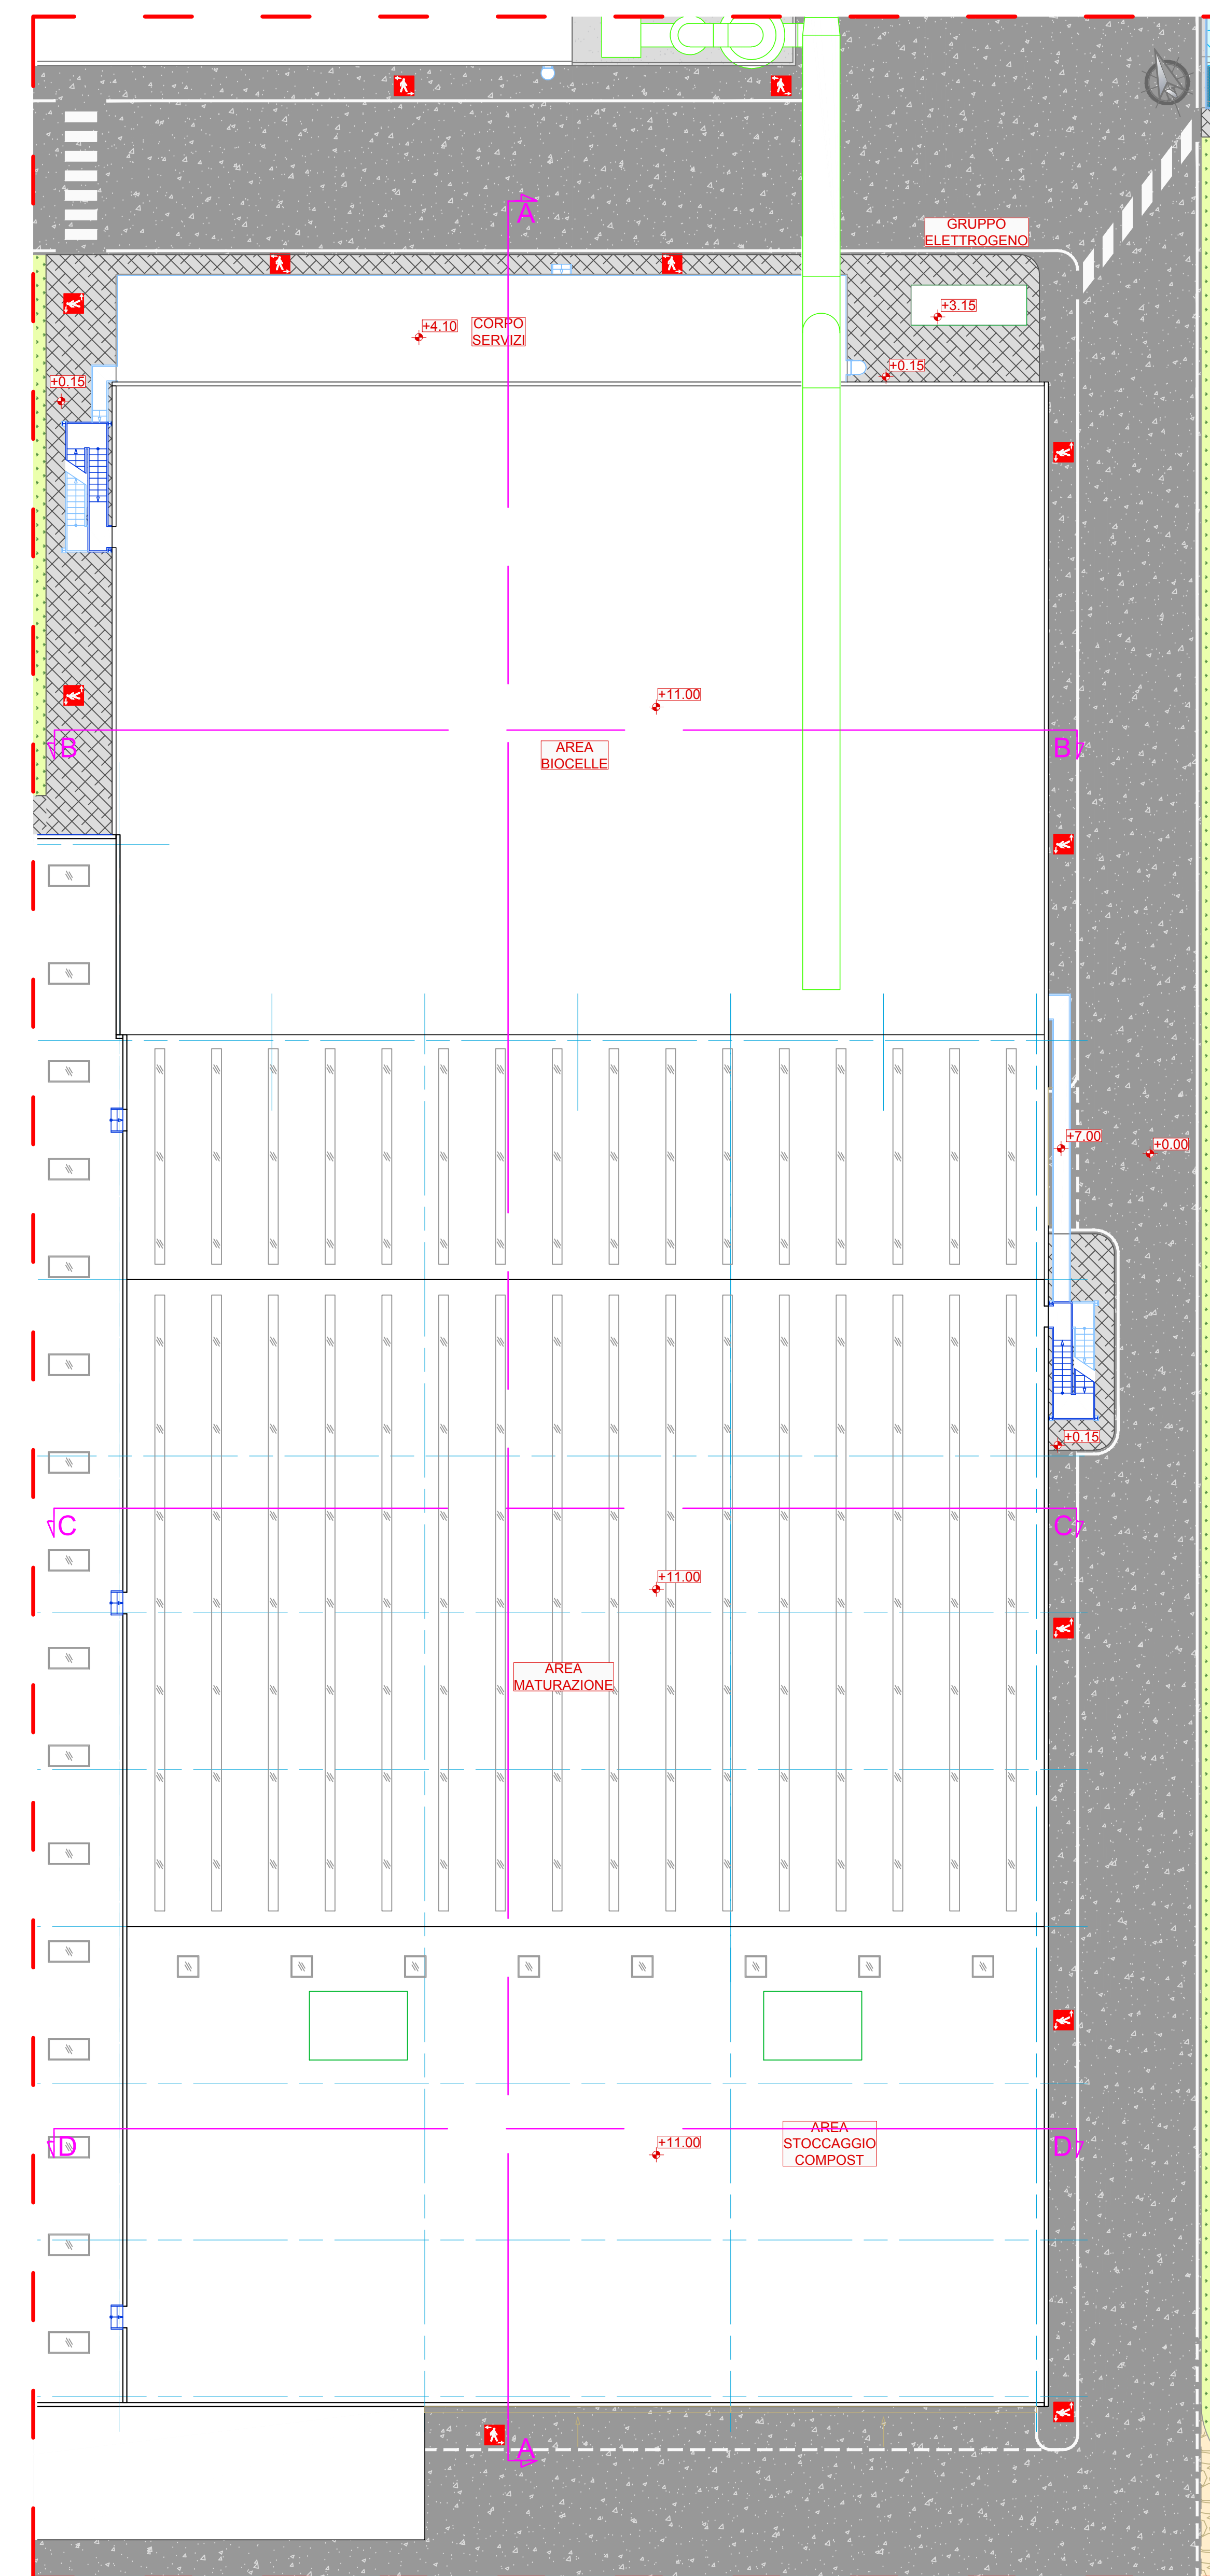 A
GRUPPO
ELETTROGENO
+3.15
+4.10
CORPO
SERVIZI
+0.15
+0.15
+11.00
B
B
AREA
BIOCELLE
+7.00
+0.00
+0.15
C
C
+11.00
AREA
MATURAZIONE
AREA
STOCCAGGIO
COMPOST
D
D
+11.00
A